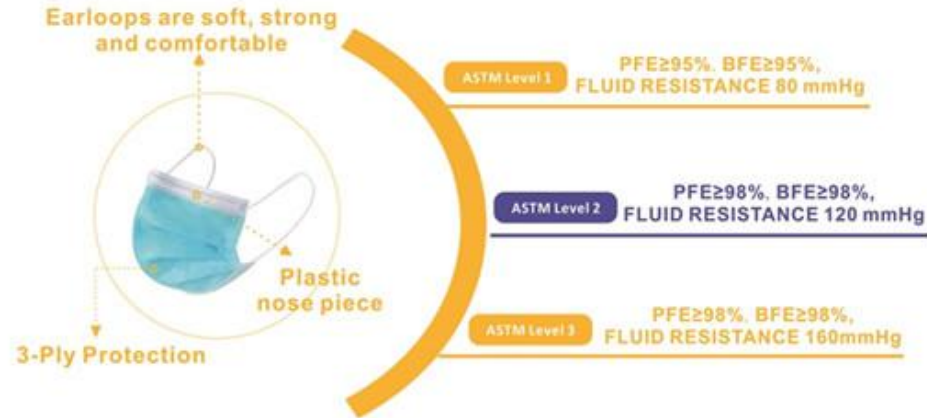 Earloops are soft, strong
and comfortable
Plastic
nose piece
3-Ply Protection
ASTM Level 1
PFE≥95%. BFE≥95%,
FLUID RESISTANCE 80 mmHg
ASTM Level 2
PFE≥98%. BFE≥98%,
FLUID RESISTANCE 120 mmHg
ASTM Level 3
PFE≥98%. BFE≥98%,
FLUID RESISTANCE 160mmHg